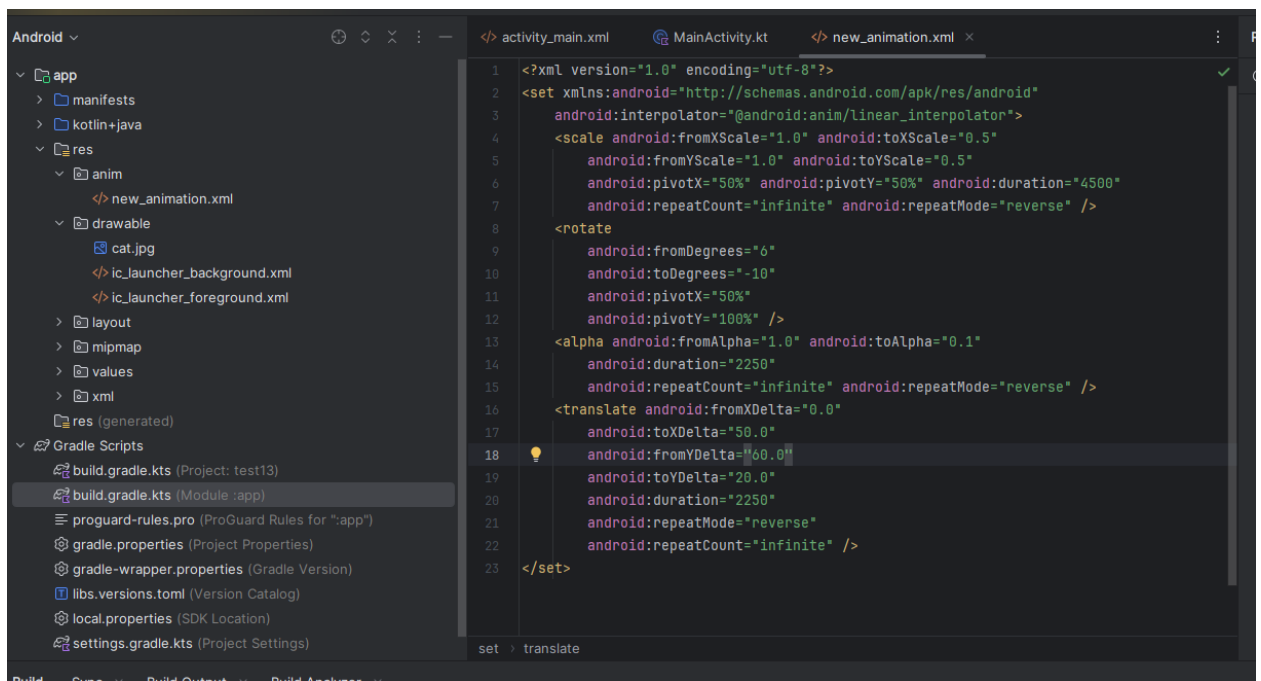 Android
app
manifests
kotlin+java
res
anim
new_animation.xml
drawable
cat.jpg
ic_launcher_background.xml
ic_launcher_foreground.xml
layout
mipmap
values
xml
res (generated)
Gradle Scripts
build.gradle.kts (Project: test13)
build.gradle.kts (Module :app)
proguard-rules.pro (ProGuard Rules for ":app")
gradle.properties (Project Properties)
gradle-wrapper.properties (Gradle Version)
libs.versions.toml (Version Catalog)
local.properties (SDK Location)
settings.gradle.kts (Project Settings)
activity_main.xml MainActivity.kt new_animation.xml
1 <?xml version="1.0" encoding="utf-8"?>
2 <set xmlns:android="http://schemas.android.com/apk/res/android"
3 android:interpolator="@android:anim/linear_interpolator">
4 <scale android:fromXScale="1.0" android:toXScale="0.5"
5 android:fromYScale="1.0" android:toYScale="0.5"
6 android:pivotX="50%" android:pivotY="50%" android:duration="4500"
7 android:repeatCount="infinite" android:repeatMode="reverse" />
8 <rotate
9 android:fromDegrees="6"
10 android:toDegrees="-10"
11 android:pivotX="50%"
12 android:pivotY="100%" />
13 <alpha android:fromAlpha="1.0" android:toAlpha="0.1"
14 android:duration="2250"
15 android:repeatCount="infinite" android:repeatMode="reverse" />
16 <translate android:fromXDelta="0.0"
17 android:toXDelta="50.0"
18 android:fromYDelta="60.0"
19 android:toYDelta="20.0"
20 android:duration="2250"
21 android:repeatMode="reverse"
22 android:repeatCount="infinite" />
23 </set>
set > translate
Build Sync Build Output Build Analyzer